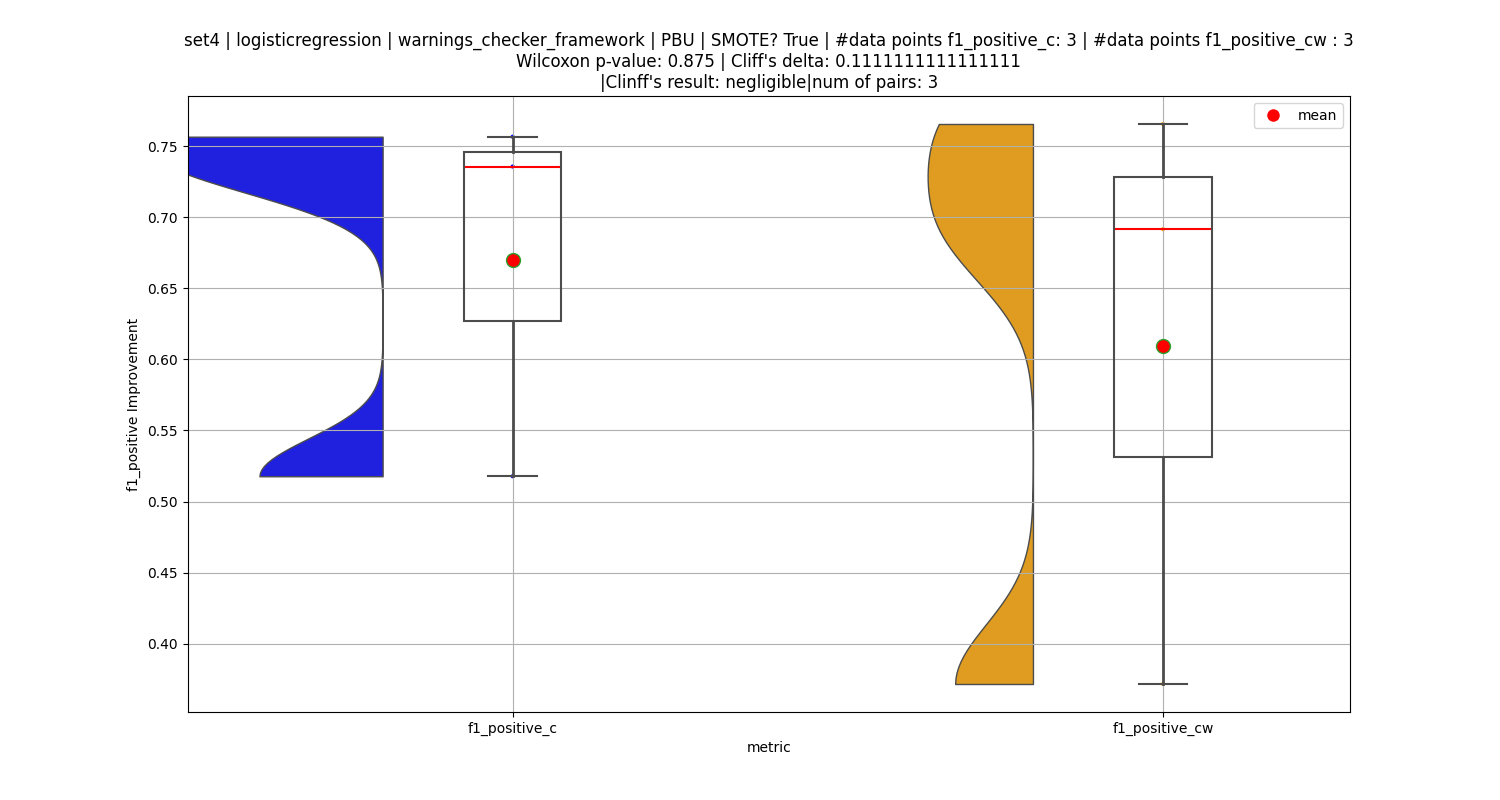 set4 | logisticregression | warnings_checker_framework | PBU | SMOTE? True | #data points f1_positive_c: 3 | #data points f1_positive_cw : 3
Wilcoxon p-value: 0.875 | Cliff's delta: 0.1111111111111111
|Clinff's result: negligible|num of pairs: 3
mean
0.75
0.70
0.65
0.60
0.55
0.50
0.45
0.40
f1_positive Improvement
f1_positive_c
f1_positive_cw
metric